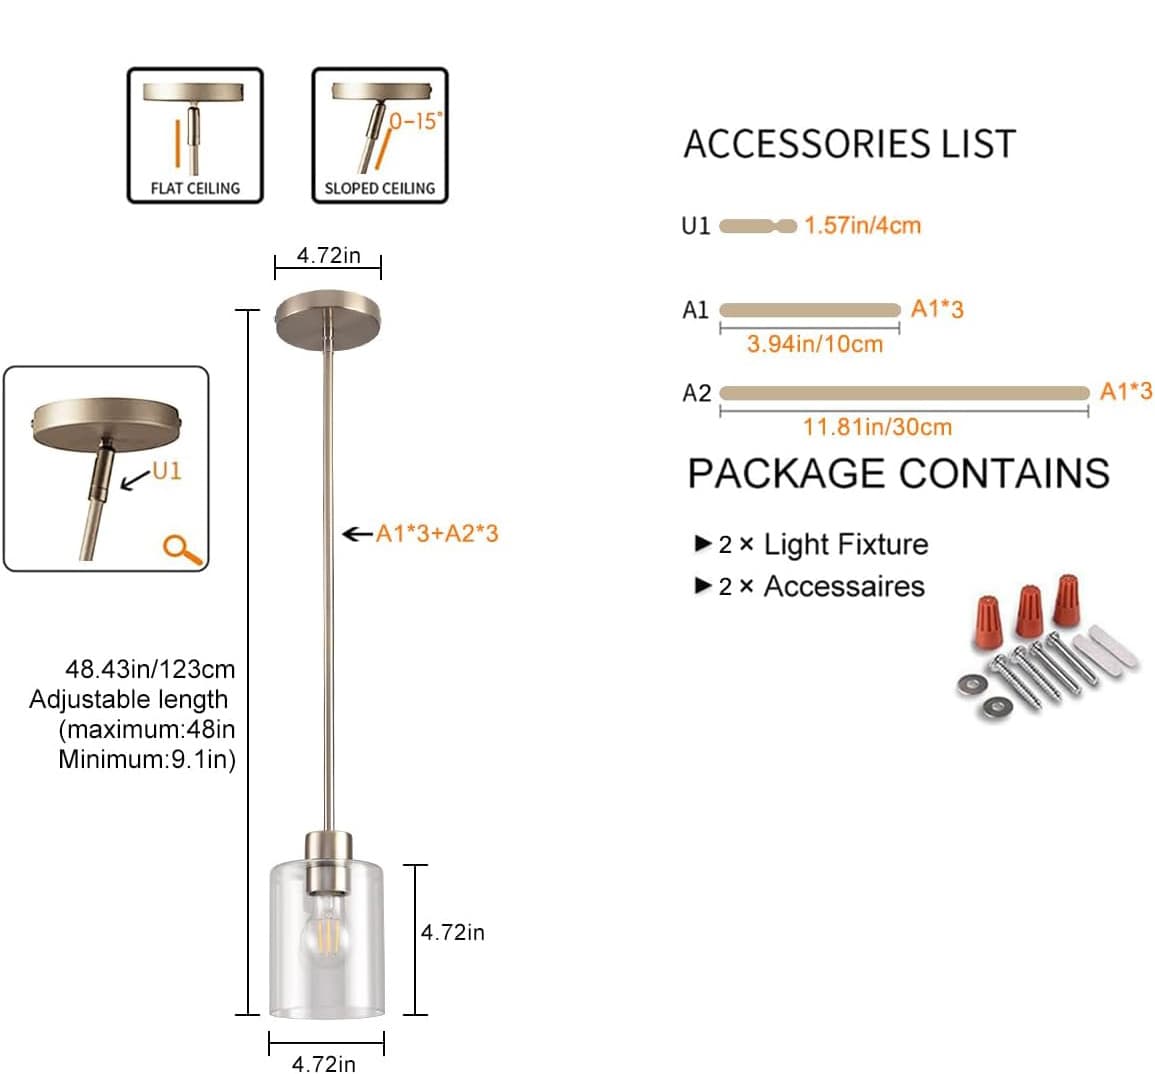 FLAT CEILING
0-15°
SLOPED CEILING
4.72in
U1
A1*3+A2*3
48.43in/123cm
Adjustable length
(maximum:48in
Minimum:9.1in)
4.72in
4.72in
ACCESSORIES LIST
U1 1.57in/4cm
A1 A1*3
3.94in/10cm
A2 A1*3
11.81in/30cm
PACKAGE CONTAINS
►2 × Light Fixture
►2 × Accessaires